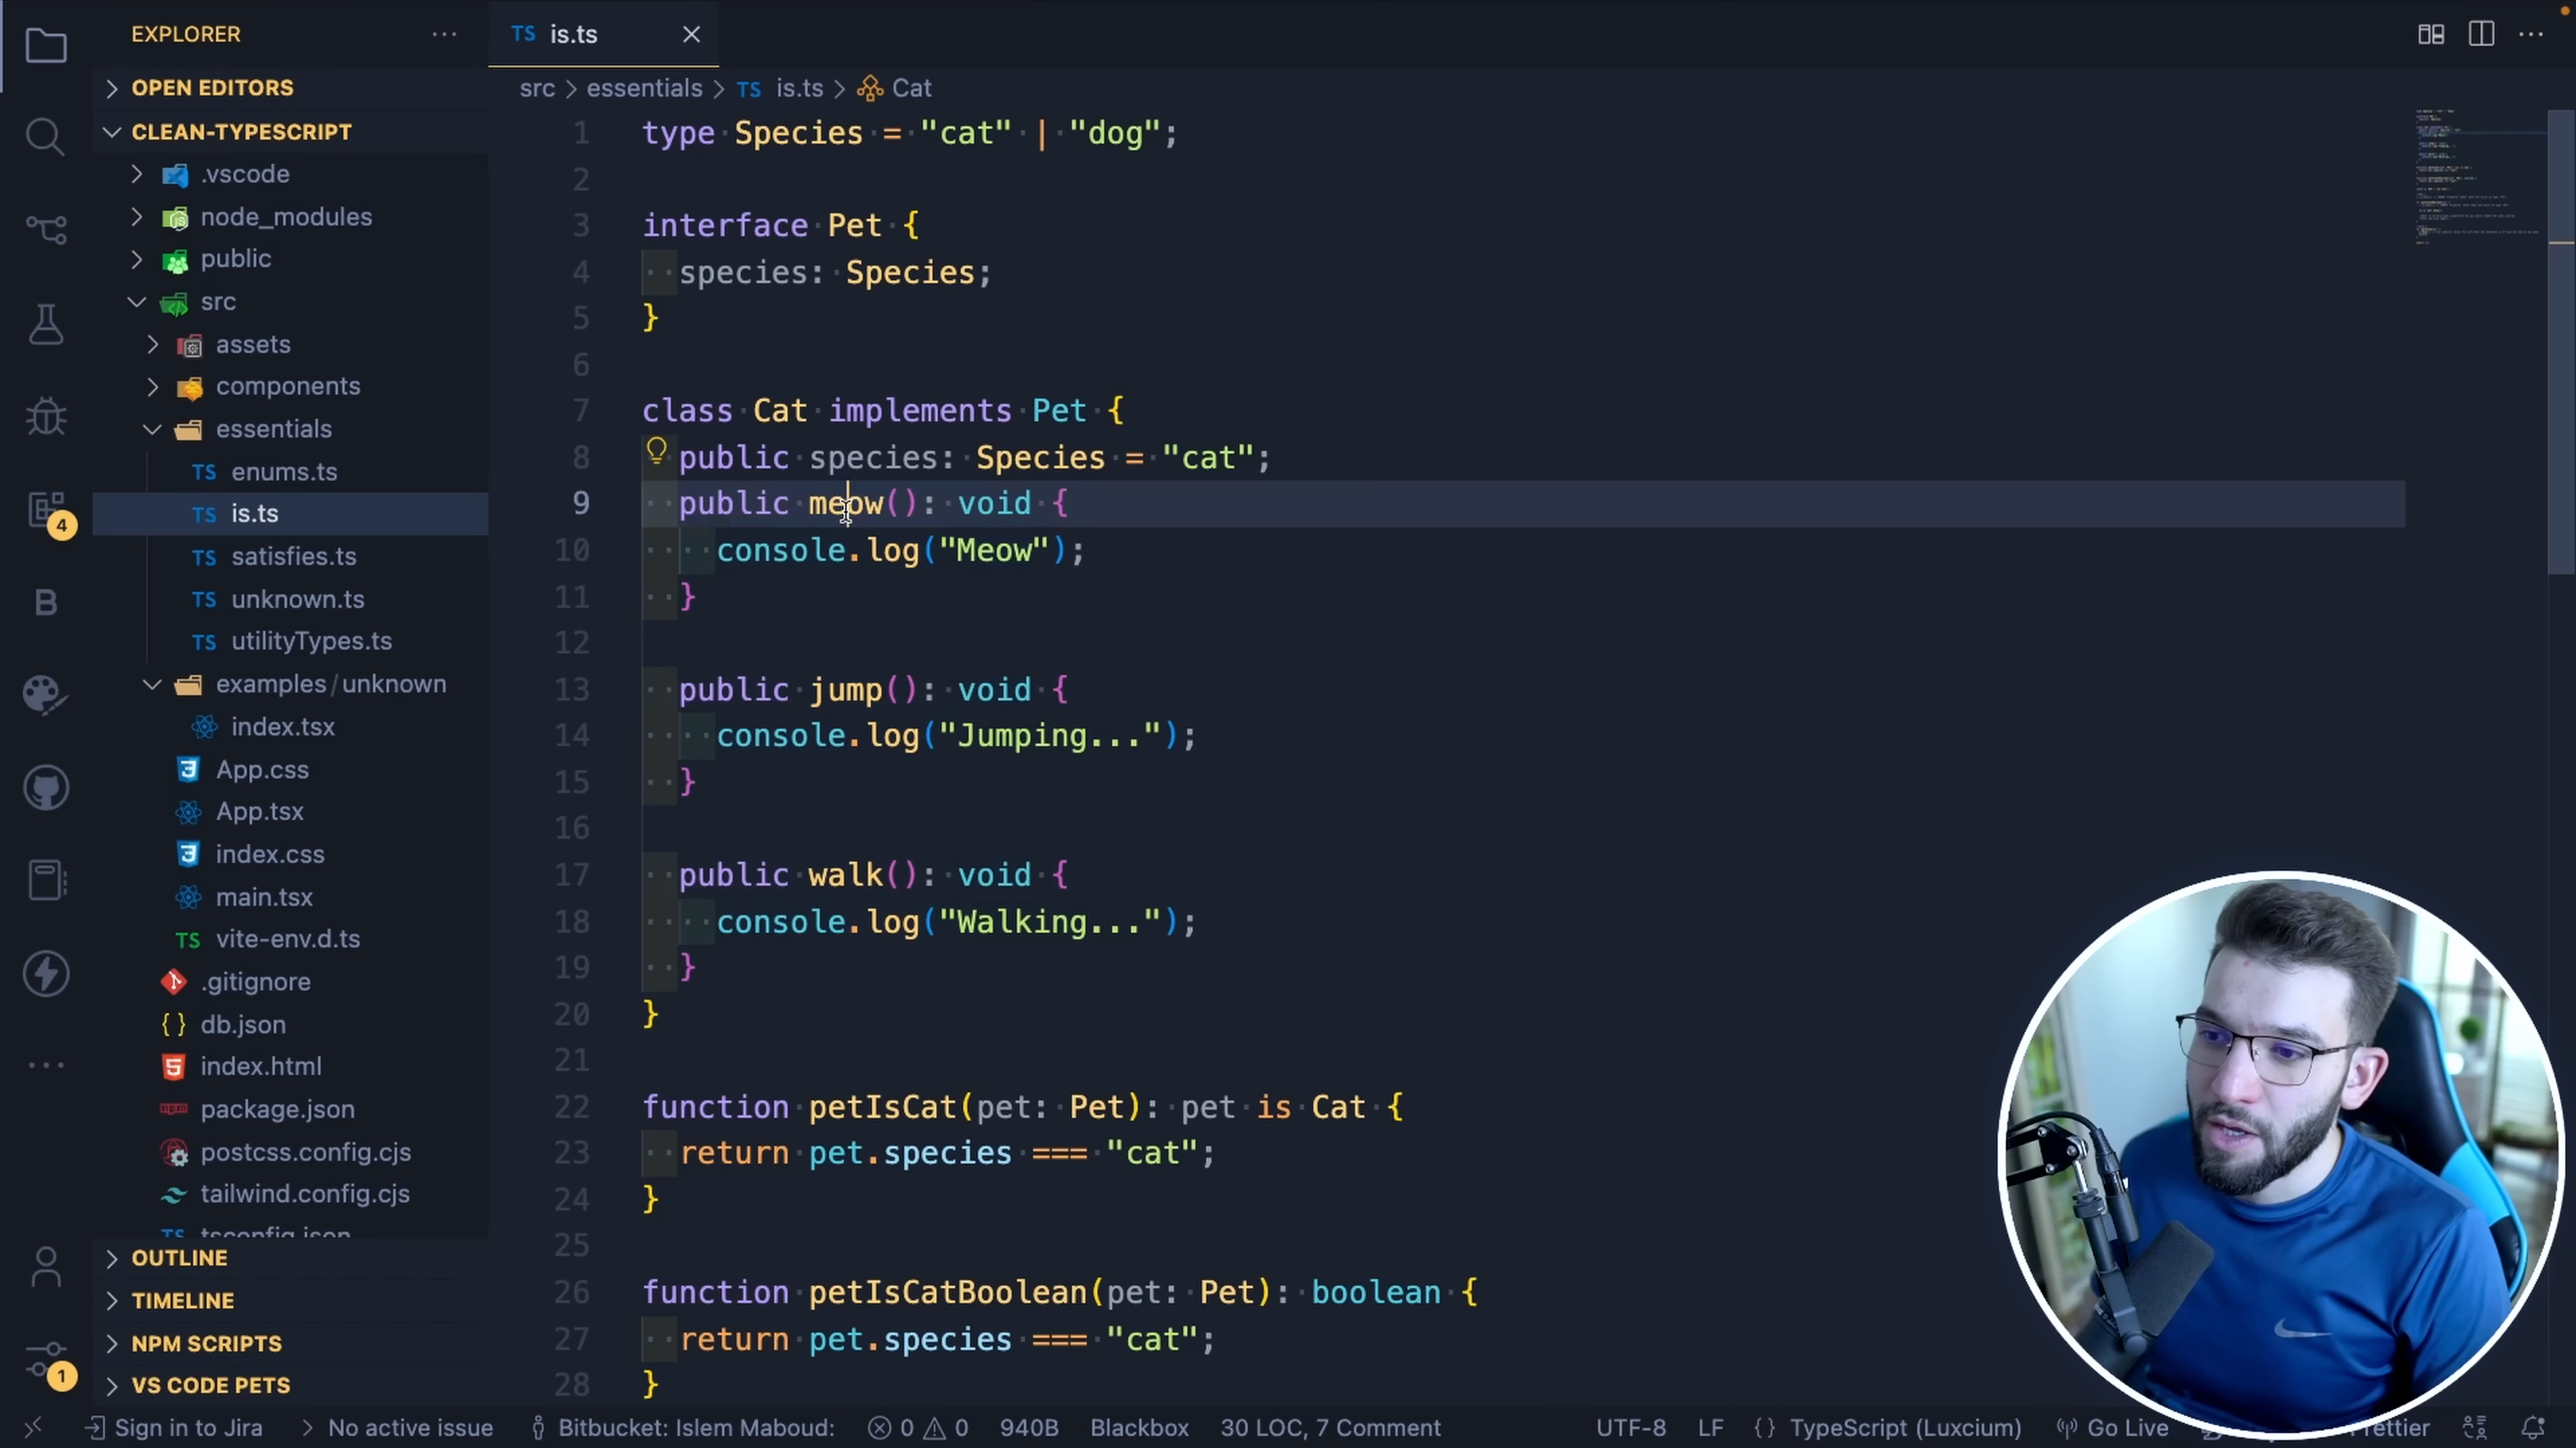 EXPLORER
OPEN EDITORS
CLEAN-TYPESCRIPT
.vscode
node_modules
public
src
assets
components
essentials
TS enums.ts
TS is.ts
TS satisfies.ts
TS unknown.ts
TS utilityTypes.ts
examples/unknown
index.tsx
App.css
App.tsx
index.css
main.tsx
TS vite-env.d.ts
.gitignore
{ } db.json
index.html
package.json
postcss.config.cjs
tailwind.config.cjs
TS tsconfig.json
OUTLINE
TIMELINE
NPM SCRIPTS
VS CODE PETS
4
B
1
TS is.ts
src > essentials > TS is.ts > Cat
1 type Species = "cat" | "dog";
2
3 interface Pet {
4 species: Species;
5 }
6
7 class Cat implements Pet {
8 public species: Species = "cat";
9 public meow(): void {
10 console.log("Meow");
11 }
12
13 public jump(): void {
14 console.log("Jumping...");
15 }
16
17 public walk(): void {
18 console.log("Walking...");
19 }
20 }
21
22 function petIsCat(pet: Pet): pet is Cat {
23 return pet.species === "cat";
24 }
25
26 function petIsCatBoolean(pet: Pet): boolean {
27 return pet.species === "cat";
28 }
Sign in to Jira > No active issue Bitbucket: Islem Maboud: 0 0 940B Blackbox 30 LOC, 7 Comment UTF-8 LF {} TypeScript (Luxcium) Go Live Prettier